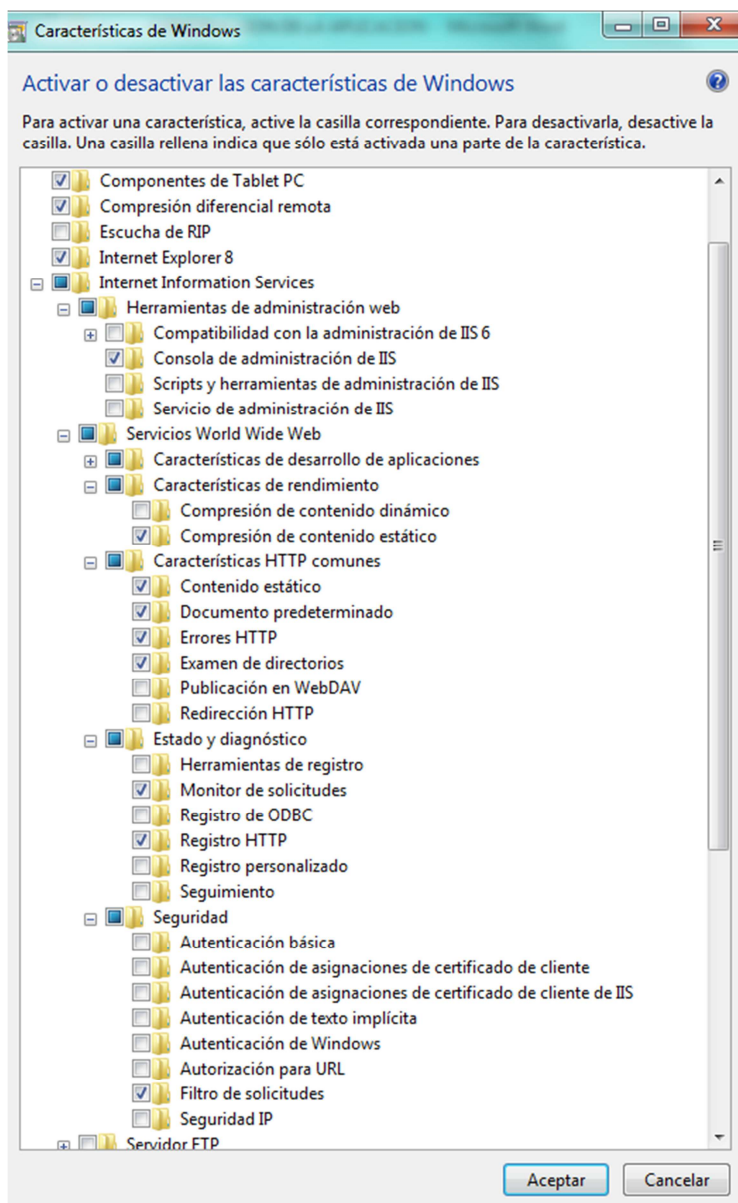 Características de Windows
Activar o desactivar las características de Windows
Para activar una característica, active la casilla correspondiente. Para desactivarla, desactive la
casilla. Una casilla rellena indica que sólo está activada una parte de la característica.
Componentes de Tablet PC
Compresión diferencial remota
Escucha de RIP
Internet Explorer 8
Internet Information Services
Herramientas de administración web
Compatibilidad con la administración de IIS 6
Consola de administración de IIS
Scripts y herramientas de administración de IIS
Servicio de administración de IIS
Servicios World Wide Web
Características de desarrollo de aplicaciones
Características de rendimiento
Compresión de contenido dinámico
Compresión de contenido estático
Características HTTP comunes
Contenido estático
Documento predeterminado
Errores HTTP
Examen de directorios
Publicación en WebDAV
Redirección HTTP
Estado y diagnóstico
Herramientas de registro
Monitor de solicitudes
Registro de ODBC
Registro HTTP
Registro personalizado
Seguimiento
Seguridad
Autenticación básica
Autenticación de asignaciones de certificado de cliente
Autenticación de asignaciones de certificado de cliente de IIS
Autenticación de texto implícita
Autenticación de Windows
Autorización para URL
Filtro de solicitudes
Seguridad IP
Servidor FTP
Aceptar Cancelar